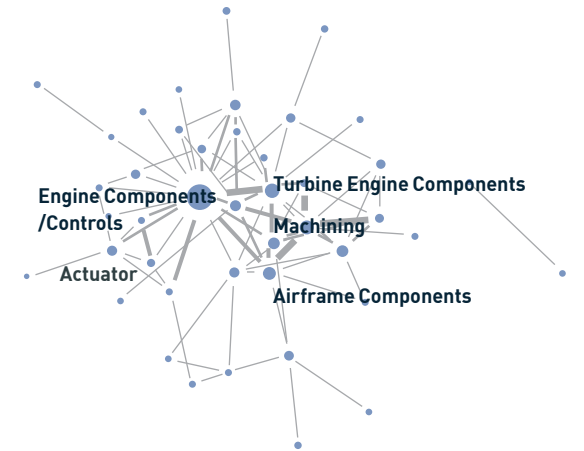 Turbine Engine Components
Engine Components
/Controls
Machining
Actuator
Airframe Components